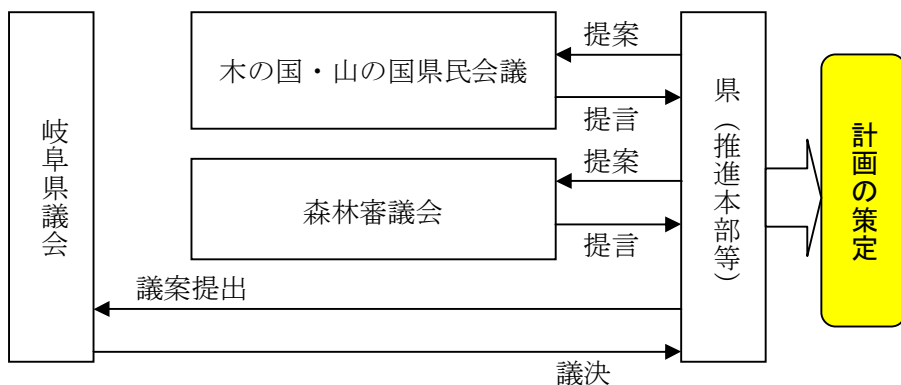 岐阜県議会
木の国・山の国県民会議
提案
提言
森林審議会
提案
提言
議案提出
議決
県（推進本部等）
計画の策定